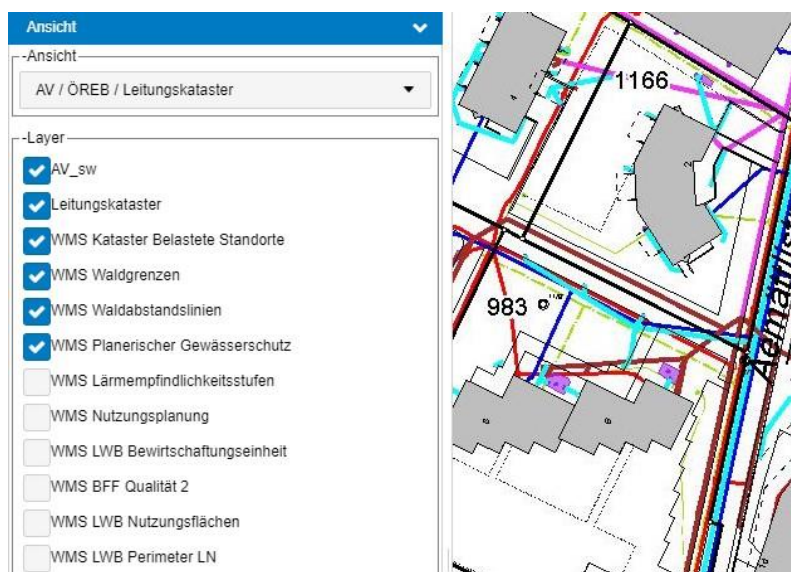 Ansicht
-Ansicht
AV / ÖREB / Leitungskataster
-Layer
AV_sw
Leitungskataster
WMS Kataster Belastete Standorte
WMS Waldgrenzen
WMS Waldabstandslinien
WMS Planerischer Gewässerschutz
WMS Lärmempfindlichkeitsstufen
WMS Nutzungsplanung
WMS LWB Bewirtschaftungseinheit
WMS BFF Qualität 2
WMS LWB Nutzungsflächen
WMS LWB Perimeter LN
1166
4
2
983